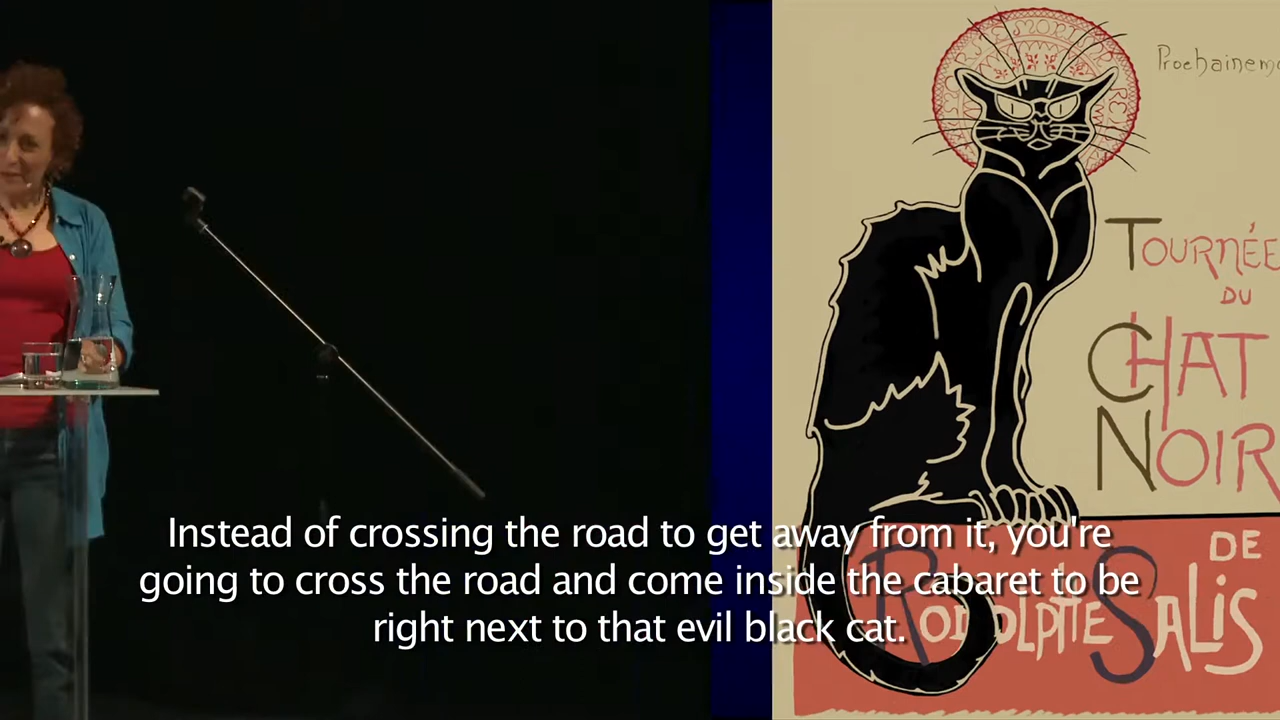 Prochainem
TOURNÉE
DU
CHAT
NOIR
DE
RODOLPHE SALIS
Instead of crossing the road to get away from it, you're
going to cross the road and come inside the cabaret to be
right next to that evil black cat.